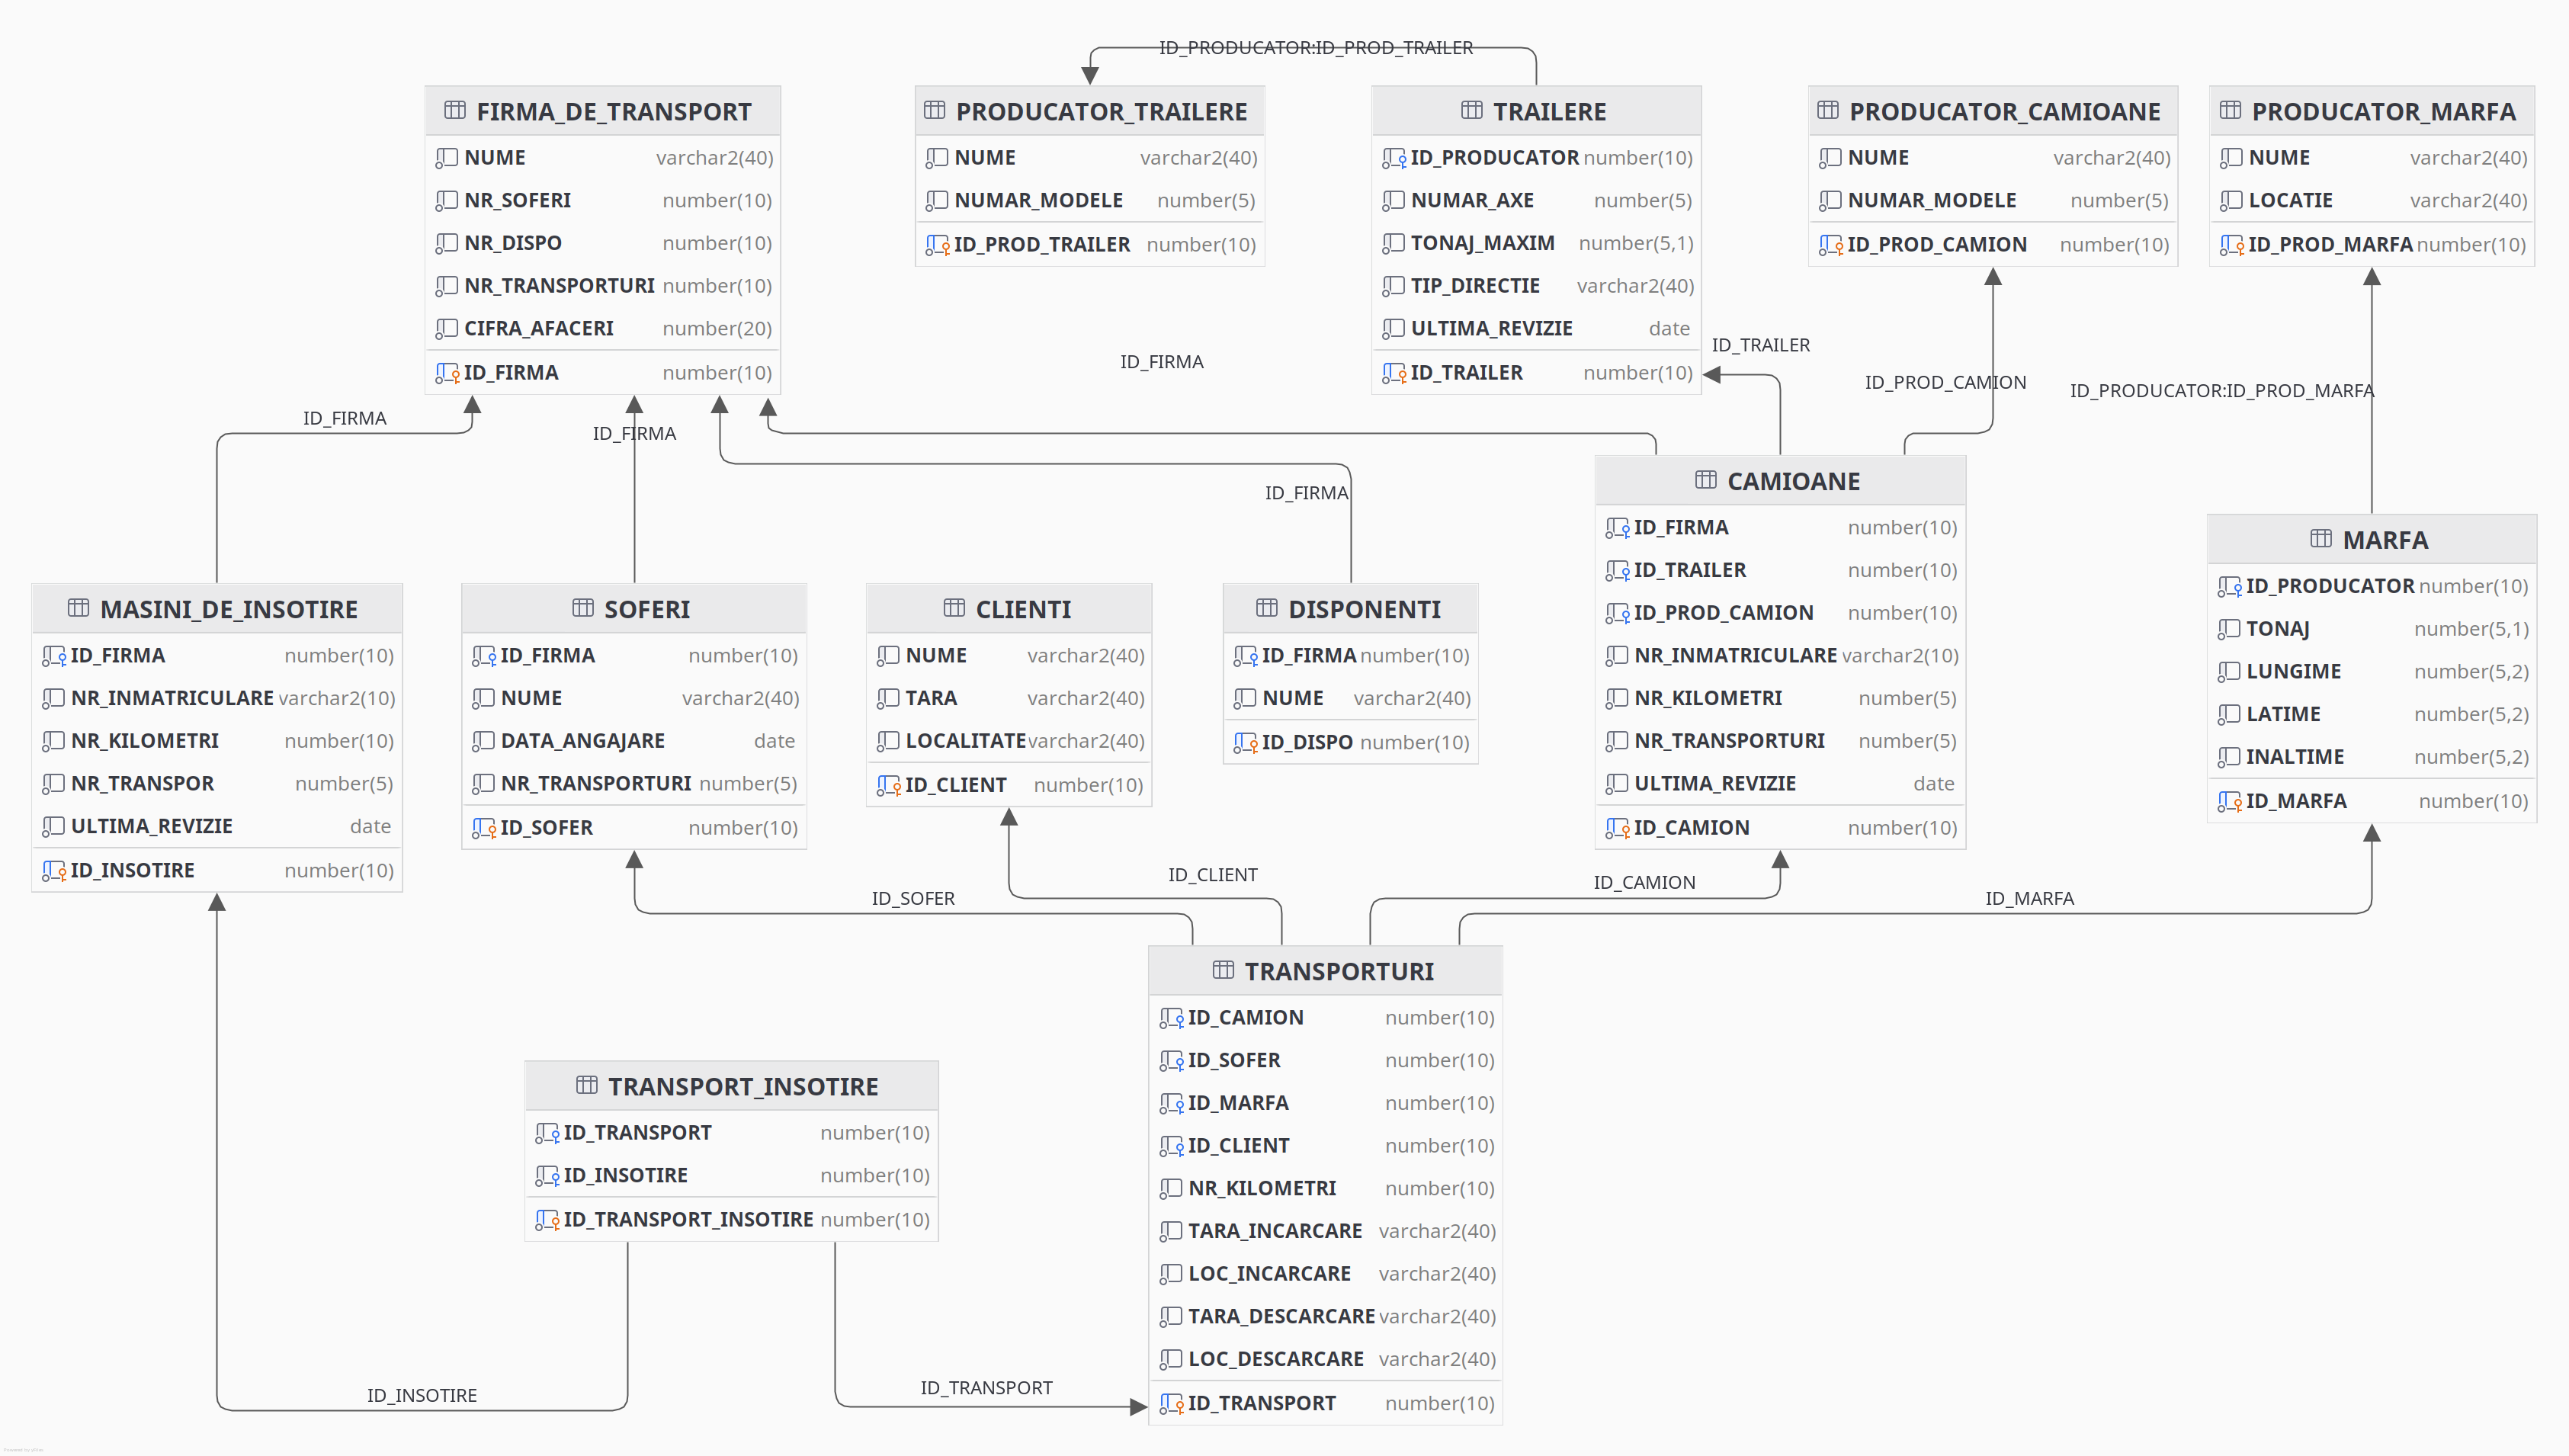 ID_PRODUCATOR:ID_PROD_TRAILER
FIRMA_DE_TRANSPORT
NUME varchar2(40)
NR_SOFERI number(10)
NR_DISPO number(10)
NR_TRANSPORTURI number(10)
CIFRA_AFACERI number(20)
ID_FIRMA number(10)
PRODUCATOR_TRAILERE
NUME varchar2(40)
NUMAR_MODELE number(5)
ID_PROD_TRAILER number(10)
TRAILERE
ID_PRODUCATOR number(10)
NUMAR_AXE number(5)
TONAJ_MAXIM number(5,1)
TIP_DIRECTIE varchar2(40)
ULTIMA_REVIZIE date
ID_TRAILER number(10)
PRODUCATOR_CAMIOANE
NUME varchar2(40)
NUMAR_MODELE number(5)
ID_PROD_CAMION number(10)
PRODUCATOR_MARFA
NUME varchar2(40)
LOCATIE varchar2(40)
ID_PROD_MARFA number(10)
ID_TRAILER
ID_FIRMA
ID_PROD_CAMION
ID_PRODUCATOR:ID_PROD_MARFA
ID_FIRMA
ID_FIRMA
ID_FIRMA
MASINI_DE_INSOTIRE
ID_FIRMA number(10)
NR_INMATRICULARE varchar2(10)
NR_KILOMETRI number(10)
NR_TRANSPOR number(5)
ULTIMA_REVIZIE date
ID_INSOTIRE number(10)
SOFERI
ID_FIRMA number(10)
NUME varchar2(40)
DATA_ANGAJARE date
NR_TRANSPORTURI number(5)
ID_SOFER number(10)
CLIENTI
NUME varchar2(40)
TARA varchar2(40)
LOCALITATE varchar2(40)
ID_CLIENT number(10)
DISPONENTI
ID_FIRMA number(10)
NUME varchar2(40)
ID_DISPO number(10)
CAMIOANE
ID_FIRMA number(10)
ID_TRAILER number(10)
ID_PROD_CAMION number(10)
NR_INMATRICULARE varchar2(10)
NR_KILOMETRI number(5)
NR_TRANSPORTURI number(5)
ULTIMA_REVIZIE date
ID_CAMION number(10)
MARFA
ID_PRODUCATOR number(10)
TONAJ number(5,1)
LUNGIME number(5,2)
LATIME number(5,2)
INALTIME number(5,2)
ID_MARFA number(10)
ID_SOFER
ID_CLIENT
ID_CAMION
ID_MARFA
TRANSPORT_INSOTIRE
ID_TRANSPORT number(10)
ID_INSOTIRE number(10)
ID_TRANSPORT_INSOTIRE number(10)
TRANSPORTURI
ID_CAMION number(10)
ID_SOFER number(10)
ID_MARFA number(10)
ID_CLIENT number(10)
NR_KILOMETRI number(10)
TARA_INCARCARE varchar2(40)
LOC_INCARCARE varchar2(40)
TARA_DESCARCARE varchar2(40)
LOC_DESCARCARE varchar2(40)
ID_TRANSPORT number(10)
ID_INSOTIRE
ID_TRANSPORT
Powered by yFiles